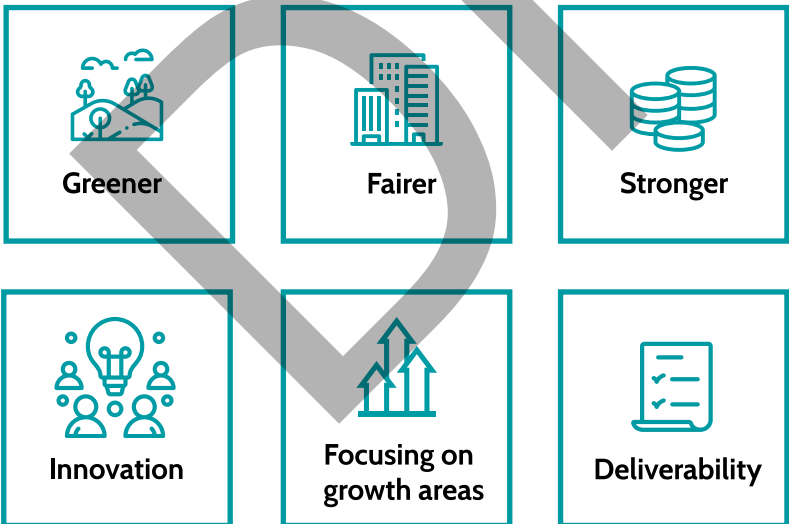 Greener
Fairer
Stronger
Innovation
Focusing on
growth areas
Deliverability